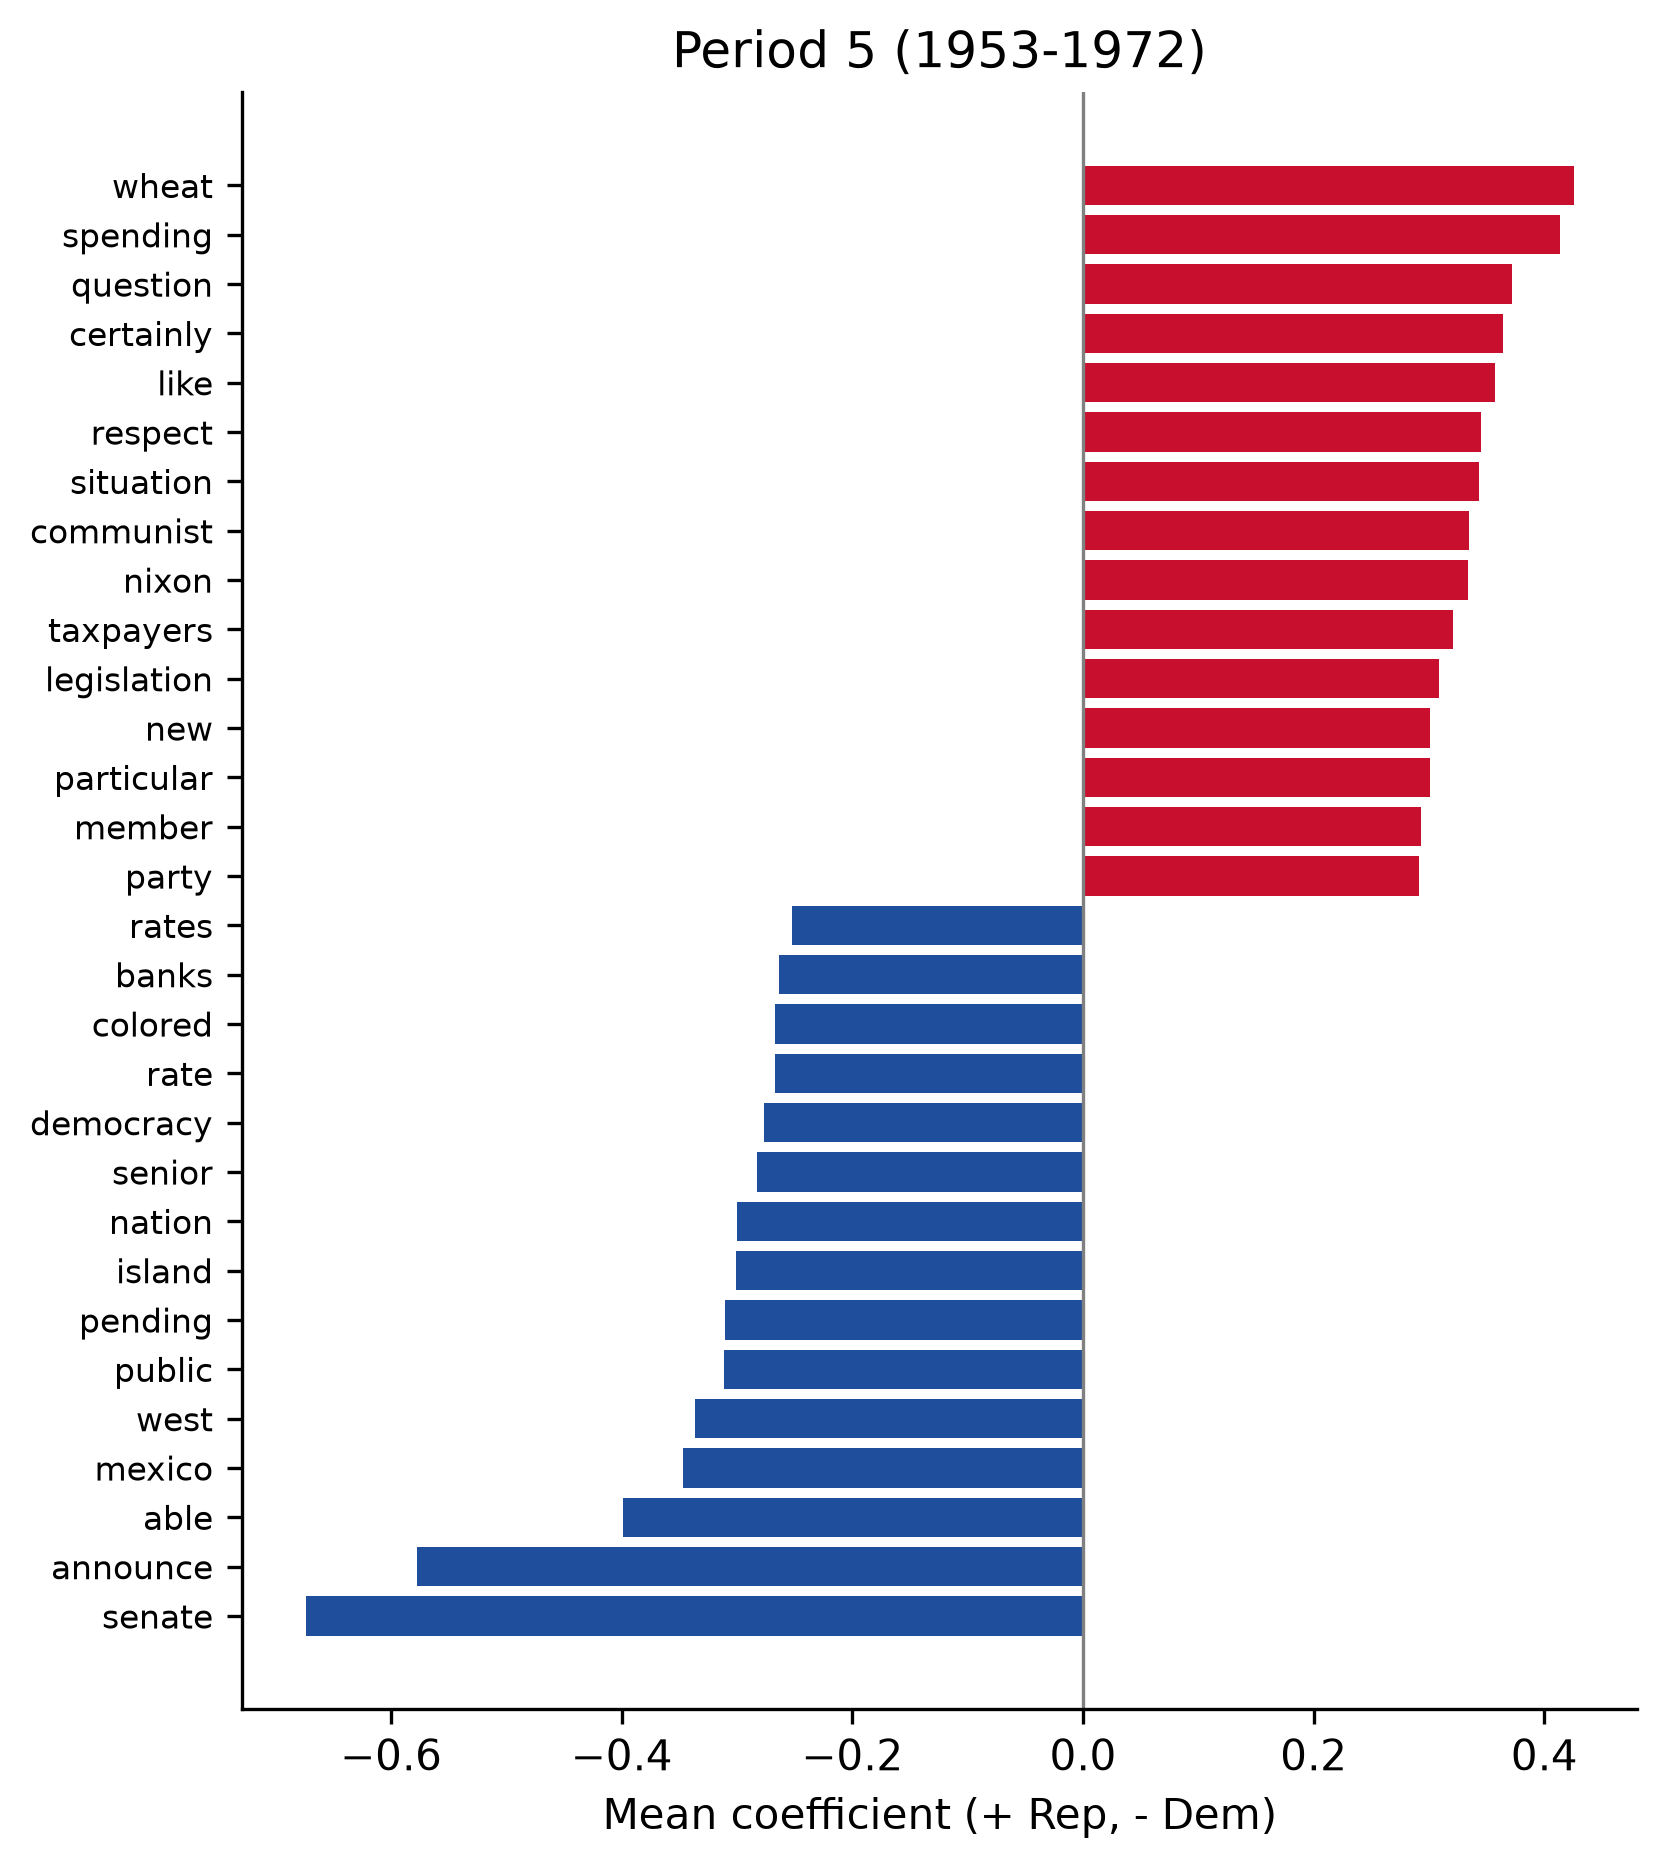 Period 5 (1953-1972)
wheat
spending
question
certainly
like
respect
situation
communist
nixon
taxpayers
legislation
new
particular
member
party
rates
banks
colored
rate
democracy
senior
nation
island
pending
public
west
mexico
able
announce
senate
−0.6 −0.4 −0.2 0.0 0.2 0.4
Mean coefficient (+ Rep, - Dem)